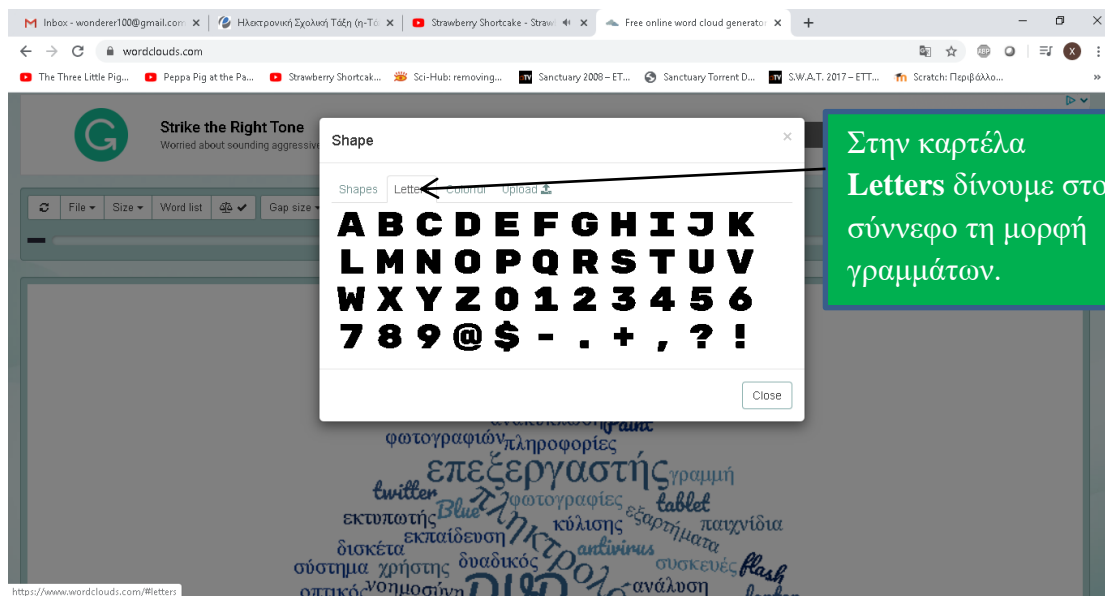 Inbox - wonderer100@gmail.com
Ηλεκτρονική Σχολική Τάξη (η-Τά
Strawberry Shortcake - Straw
Free online word cloud generator
wordclouds.com
The Three Little Pig...
Peppa Pig at the Pa...
Strawberry Shortcak...
Sci-Hub: removing...
Sanctuary 2008 – ET...
Sanctuary Torrent D...
S.W.A.T. 2017 – ETT...
Scratch: Περιβάλλο...
Strike the Right Tone
Worried about sounding aggressive
Shape
Shapes Letters Colorful Upload
File Size Word list Gap size
A B C D E F G H I J K
L M N O P Q R S T U V
W X Y Z 0 1 2 3 4 5 6
7 8 9 @ $ - . + , ? !
Close
Στην καρτέλα
Letters δίνουμε στο
σύννεφο τη μορφή
γραμμάτων.
Paint
φωτογραφιών πληροφορίες
επεξεργαστής γραμμή
twitter φωτογραφίες tablet
Blue εξαρτήματα
εκτυπωτής κύλισης παιχνίδια
εκπαίδευση
δισκέτα antivirus
σύστημα χρήστης δυαδικός συσκευές flash
οπτικός νοημοσύνη ανάλυση
https://www.wordclouds.com/#letters